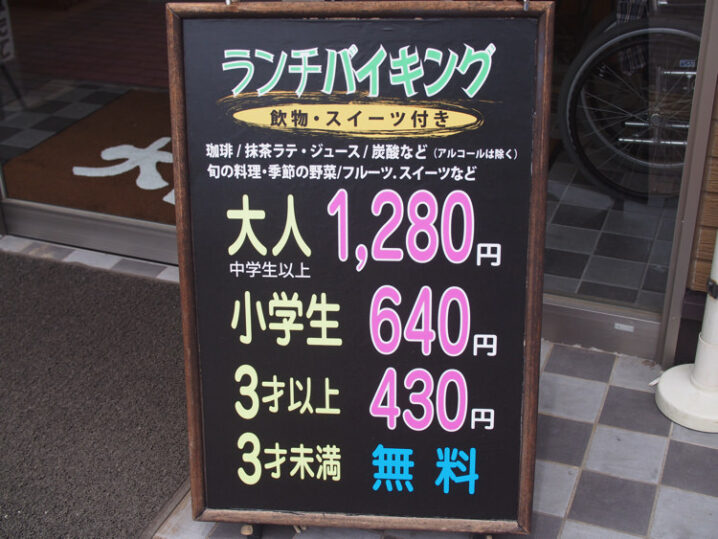 ランチバイキング
飲物・スイーツ付き
珈琲/抹茶ラテ・ジュース/炭酸など(アルコールは除く)
旬の料理・季節の野菜/フルーツ.スイーツなど
大人 1,280円
中学生以上
小学生 640円
3才以上 430円
3才未満 無料